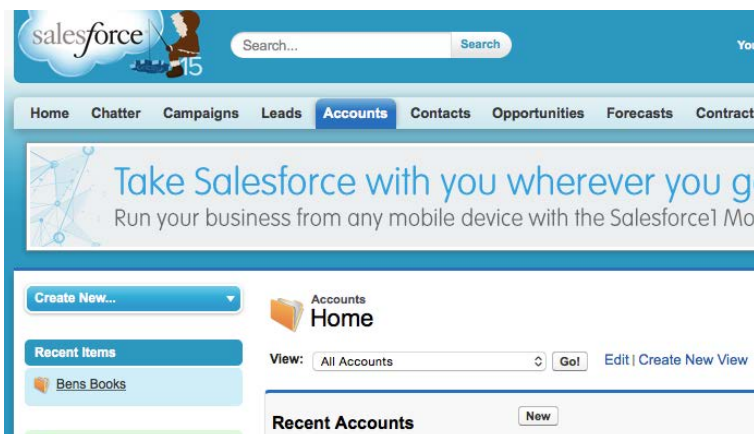 salesforce
15
Search...
Search
Home Chatter Campaigns Leads Accounts Contacts Opportunities Forecasts Contract
Take Salesforce with you wherever you g
Run your business from any mobile device with the Salesforce1 Mo
Create New...
Accounts
Home
Recent Items
View: All Accounts Go! Edit | Create New View
Bens Books
Recent Accounts New